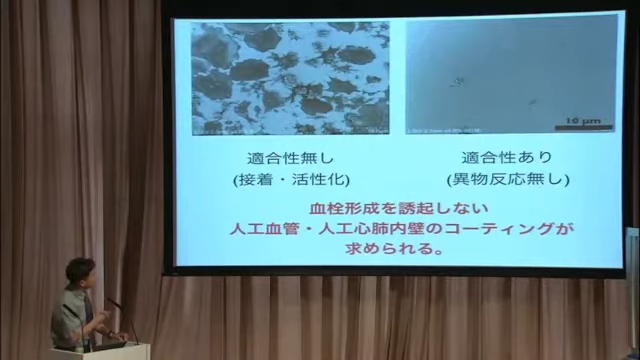 10 μm
適合性無し
適合性あり
(接着・活性化)
(異物反応無し)
血栓形成を誘起しない
人工血管・人工心肺内壁のコーティングが
求められる。